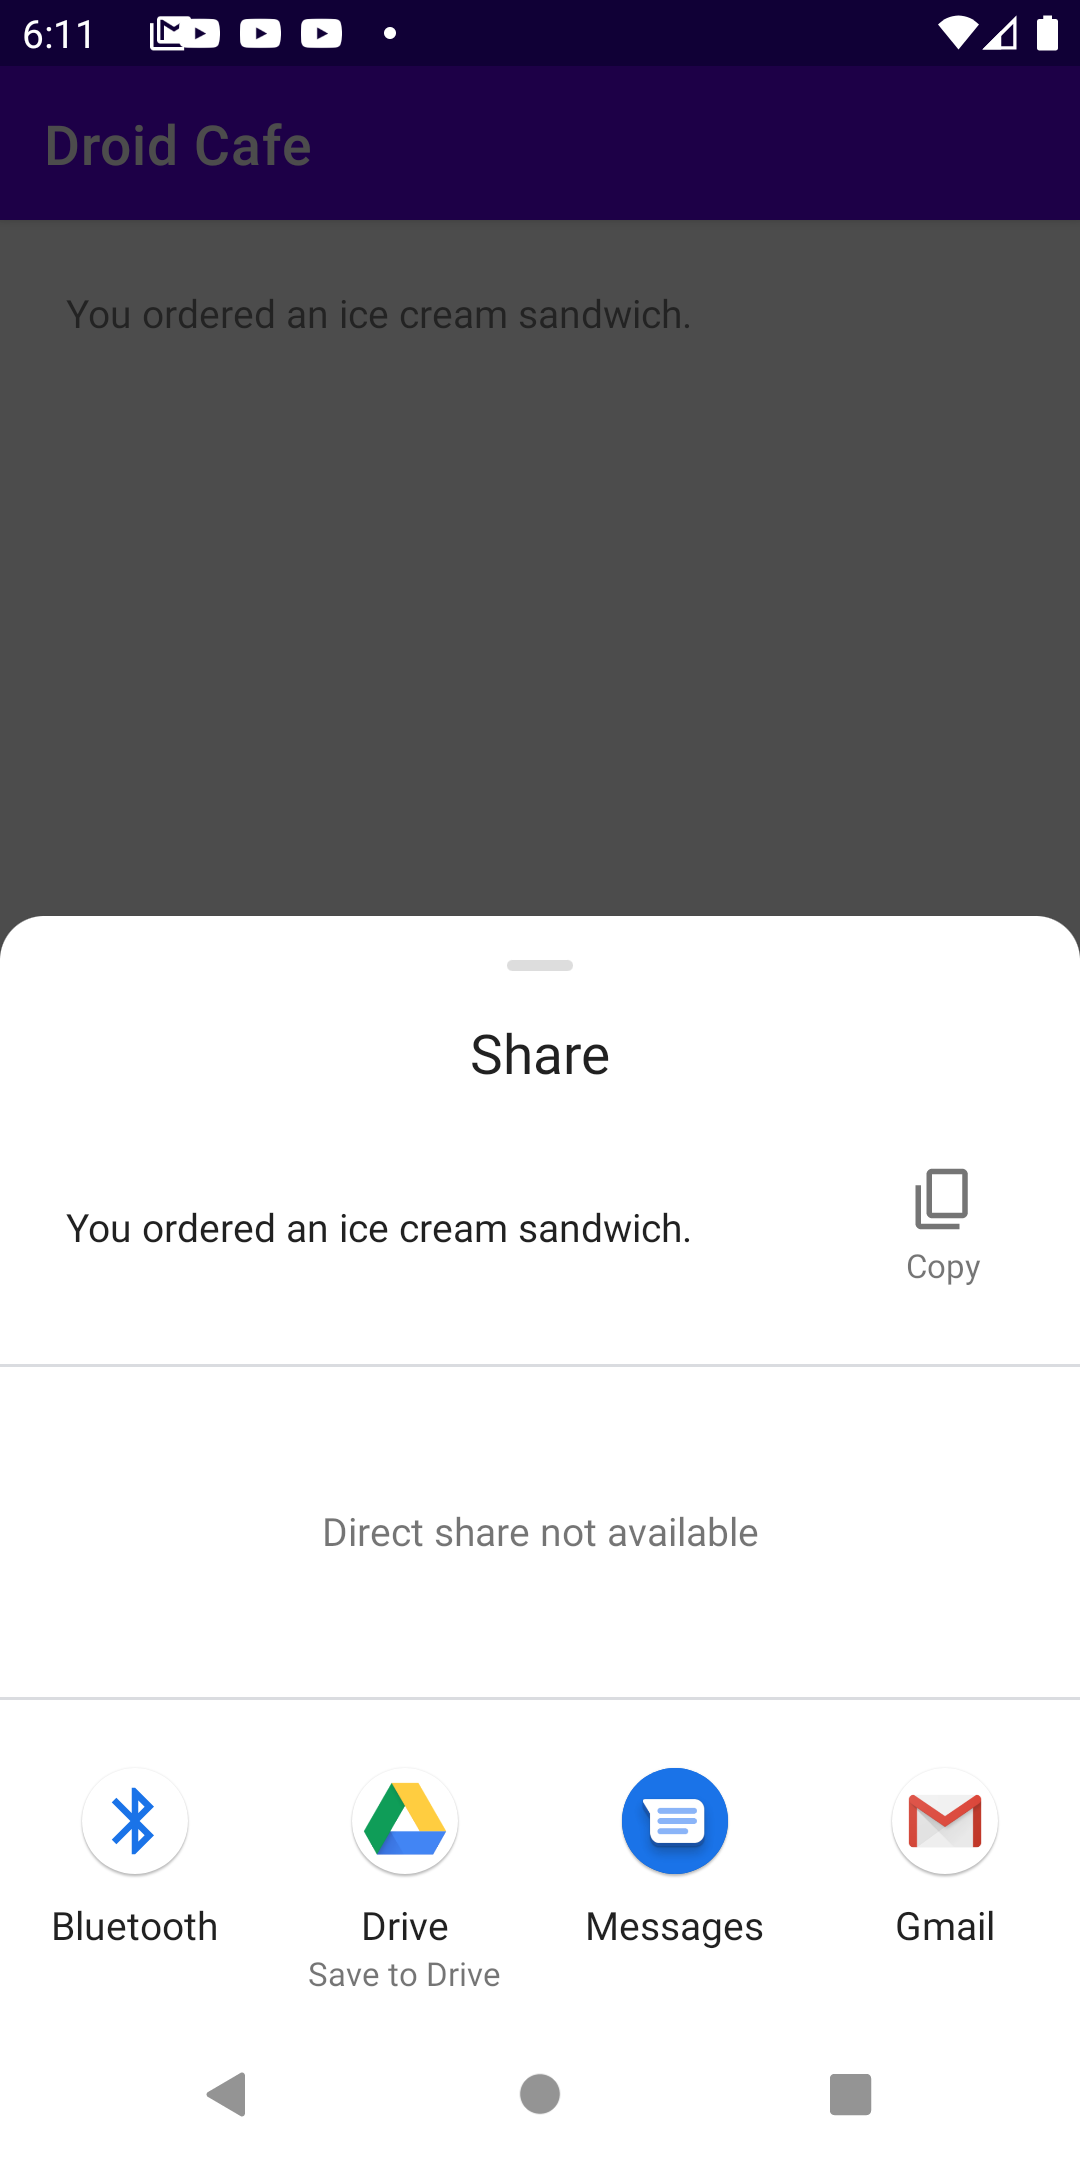 6:11
Droid Cafe
You ordered an ice cream sandwich.
Share
You ordered an ice cream sandwich.
Copy
Direct share not available
Bluetooth
Drive
Save to Drive
Messages
Gmail